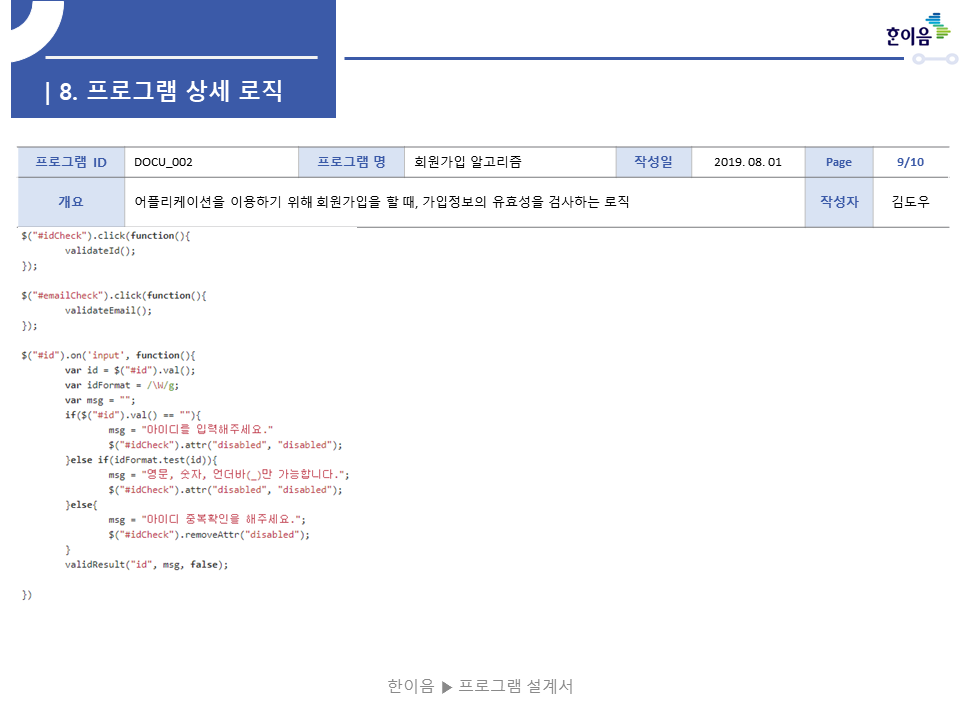 | 8. 프로그램 상세 로직
한이음
프로그램 ID DOCU_002 프로그램 명 회원가입 알고리즘 작성일 2019. 08. 01 Page 9/10
개요 어플리케이션을 이용하기 위해 회원가입을 할 때, 가입정보의 유효성을 검사하는 로직 작성자 김도우
$("#idCheck").click(function(){
validateId();
});
$("#emailCheck").click(function(){
validateEmail();
});
$("#id").on('input', function(){
var id = $("#id").val();
var idFormat = /\W/g;
var msg = "";
if($("#id").val() == ""){
msg = "아이디를 입력해주세요."
$("#idCheck").attr("disabled", "disabled");
}else if(idFormat.test(id)){
msg = "영문, 숫자, 언더바(_)만 가능합니다.";
$("#idCheck").attr("disabled", "disabled");
}else{
msg = "아이디 중복확인을 해주세요.";
$("#idCheck").removeAttr("disabled");
}
validResult("id", msg, false);
})
한이음 ▶ 프로그램 설계서